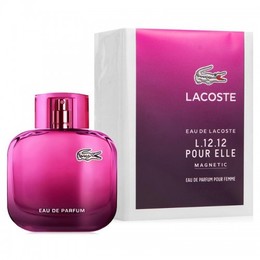 EAU DE PARFUM
LACOSTE
EAU DE LACOSTE
L.12.12
POUR ELLE
MAGNETIC
EAU DE PARFUM POUR FEMME